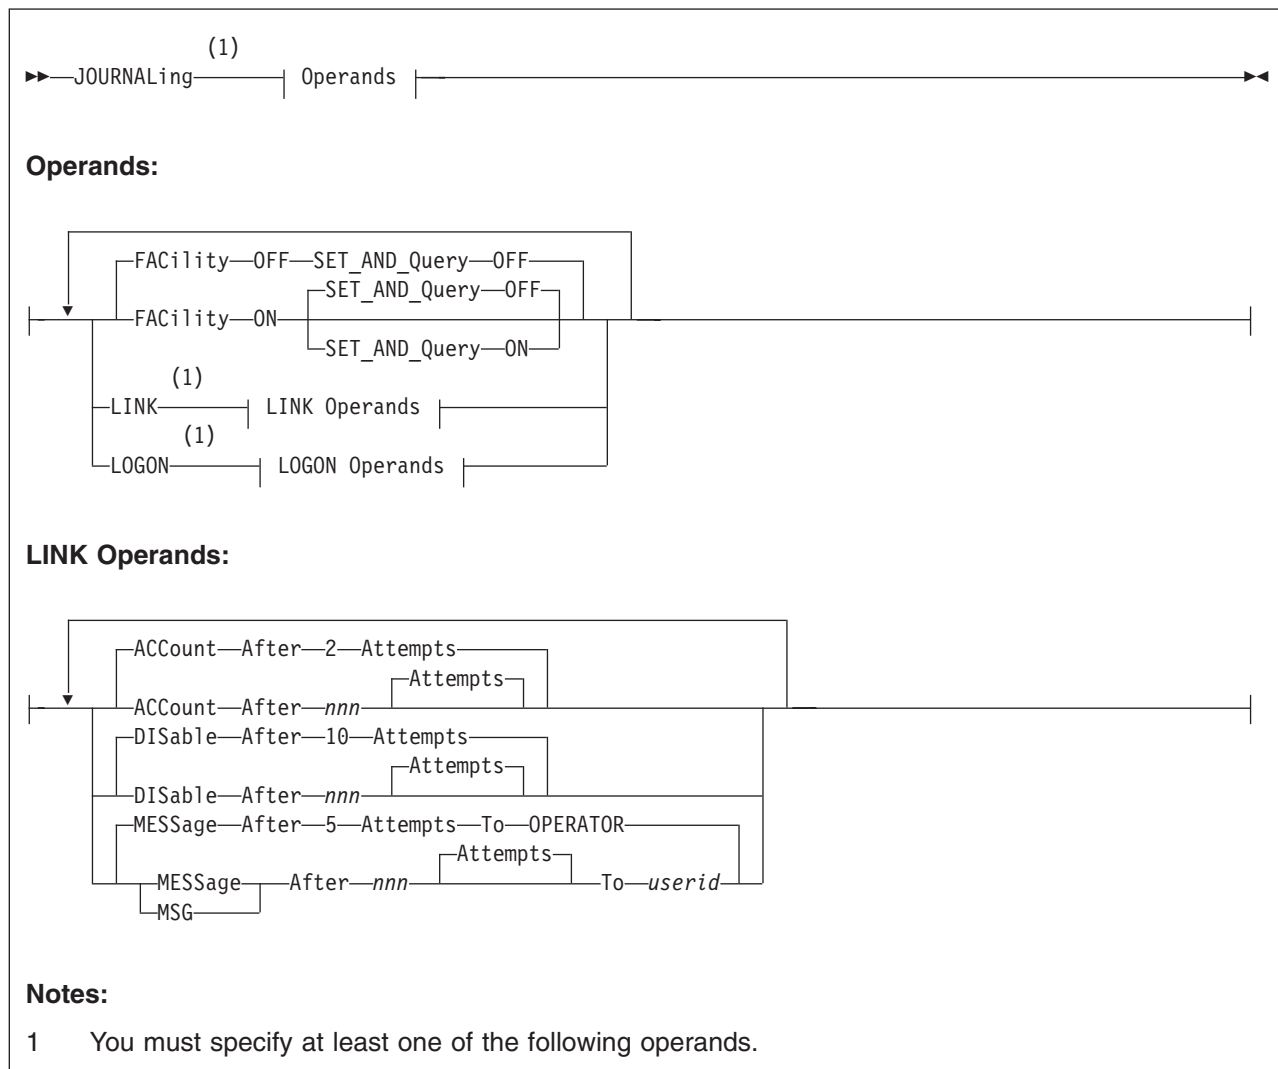 (1)
JOURNALing Operands
Operands:
FACility OFF SET_AND_Query OFF
SET_AND_Query OFF
FACility ON
SET_AND_Query ON
(1)
LINK LINK Operands
(1)
LOGON LOGON Operands
LINK Operands:
ACCount After 2 Attempts
Attempts
ACCount After nnn
DISable After 10 Attempts
Attempts
DISable After nnn
MESSage After 5 Attempts To OPERATOR
Attempts
MESSage After nnn To userid
MSG
Notes:
1 You must specify at least one of the following operands.